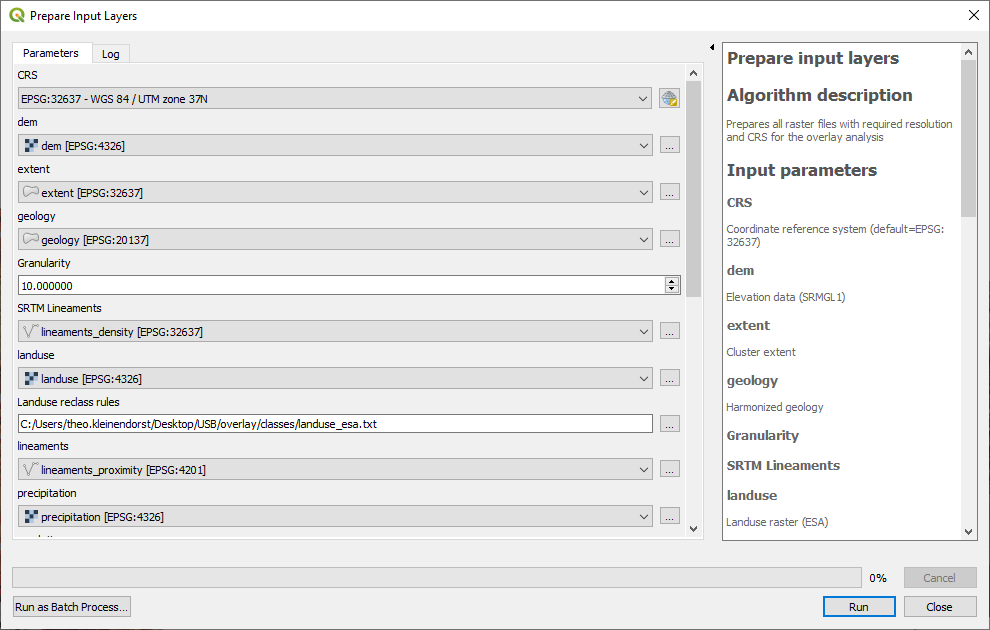 Prepare Input Layers
Parameters
Log
CRS
EPSG:32637 - WGS 84 / UTM zone 37N
dem
dem [EPSG:4326]
...
extent
extent [EPSG:32637]
...
geology
geology [EPSG:20137]
...
Granularity
10.000000
SRTM Lineaments
lineaments_density [EPSG:32637]
...
landuse
landuse [EPSG:4326]
...
Landuse reclass rules
C:/Users/theo.kleinendorst/Desktop/USB/overlay/classes/landuse_esa.txt
...
lineaments
lineaments_proximity [EPSG:4201]
...
precipitation
precipitation [EPSG:4326]
...
Prepare input layers
Algorithm description
Prepares all raster files with required resolution
and CRS for the overlay analysis
Input parameters
CRS
Coordinate reference system (default=EPSG:
32637)
dem
Elevation data (SRMGL1)
extent
Cluster extent
geology
Harmonized geology
Granularity
SRTM Lineaments
landuse
Landuse raster (ESA)
0%
Cancel
Run as Batch Process...
Run
Close